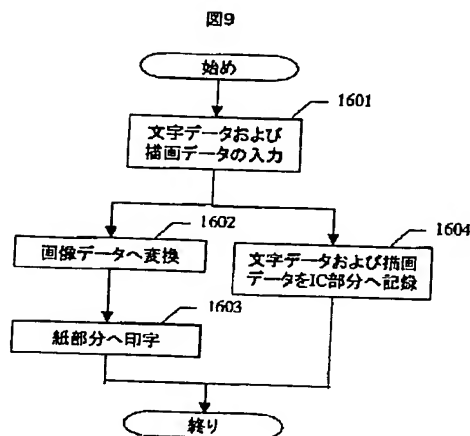 図9
始め
1601
文字データおよび
描画データの入力
1602
画像データへ変換
1604
文字データおよび描画
データをIC部分へ記録
1603
紙部分へ印字
終り